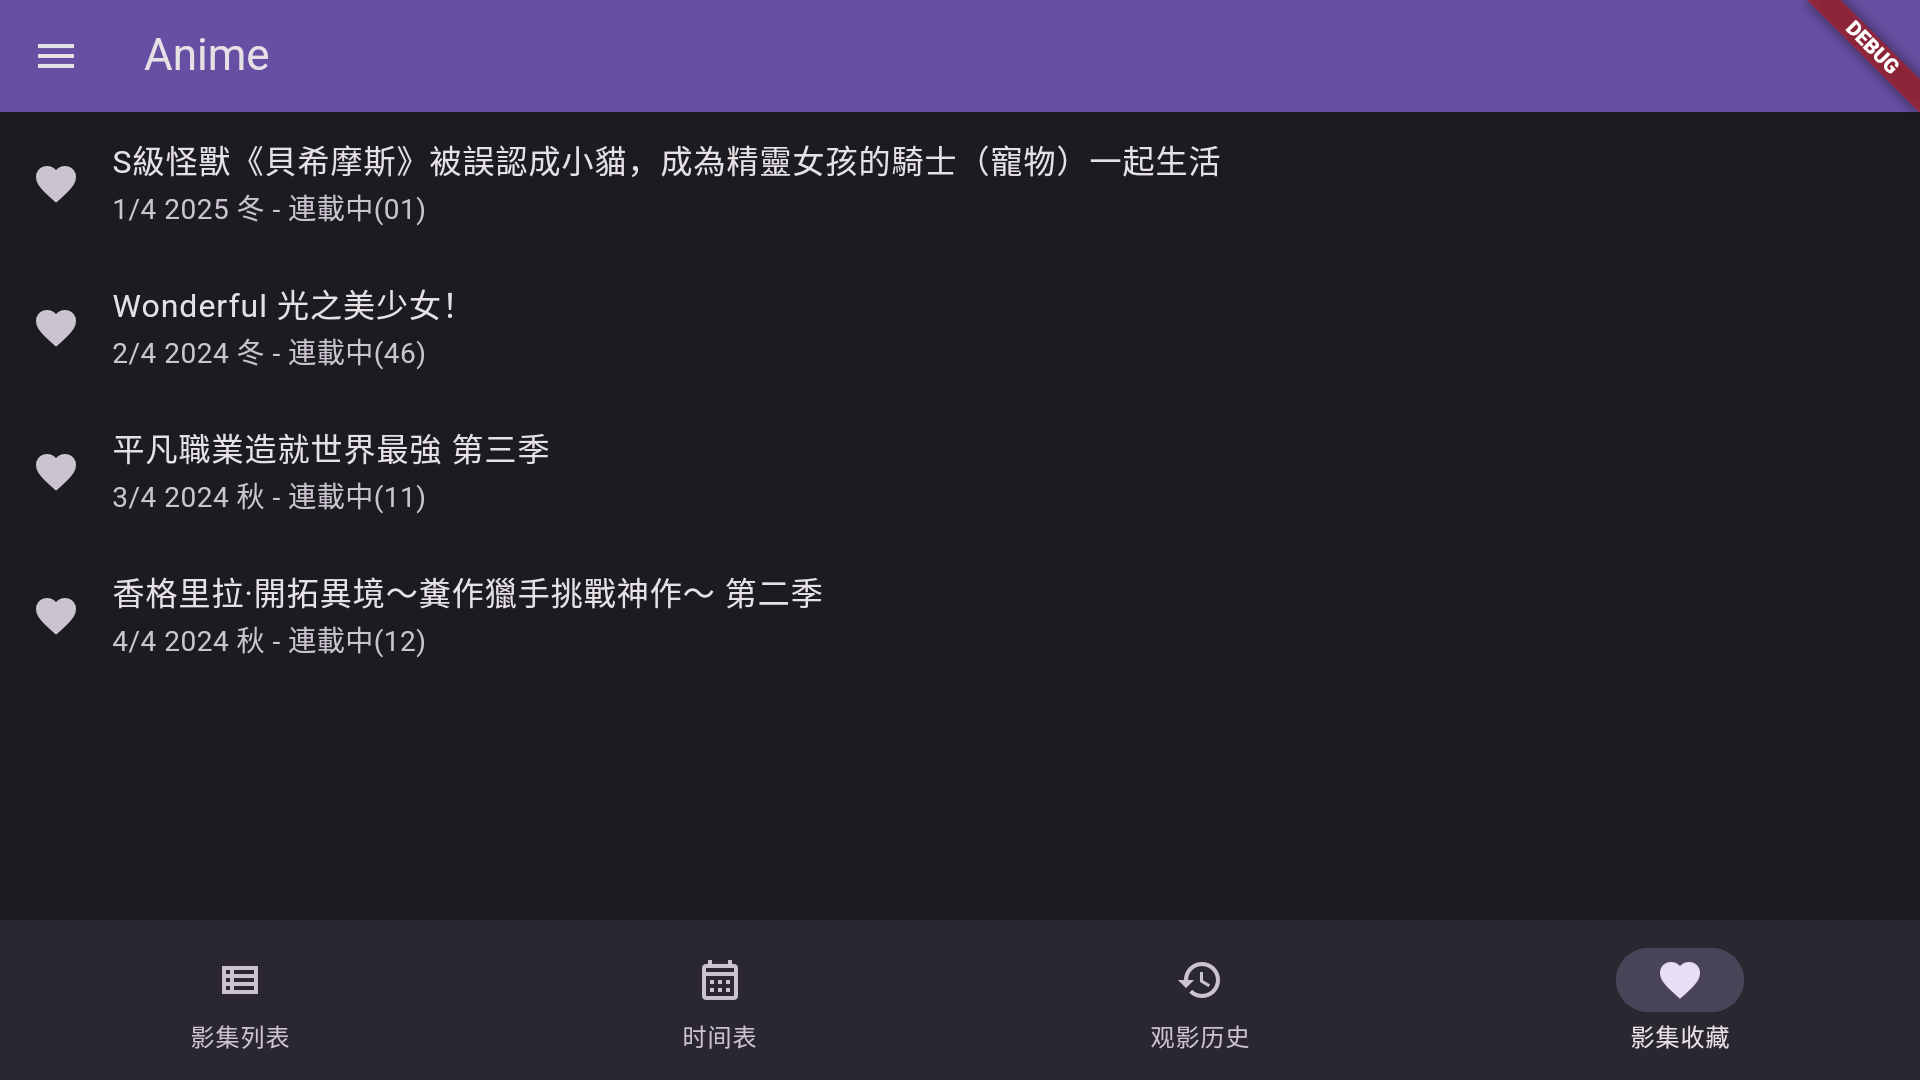 Anime
DEBUG
S級怪獸《貝希摩斯》被誤認成小貓，成為精靈女孩的騎士（寵物）一起生活
1/4 2025 冬 - 連載中(01)
Wonderful 光之美少女！
2/4 2024 冬 - 連載中(46)
平凡職業造就世界最強 第三季
3/4 2024 秋 - 連載中(11)
香格里拉·開拓異境～糞作獵手挑戰神作～ 第二季
4/4 2024 秋 - 連載中(12)
影集列表
时间表
观影历史
影集收藏